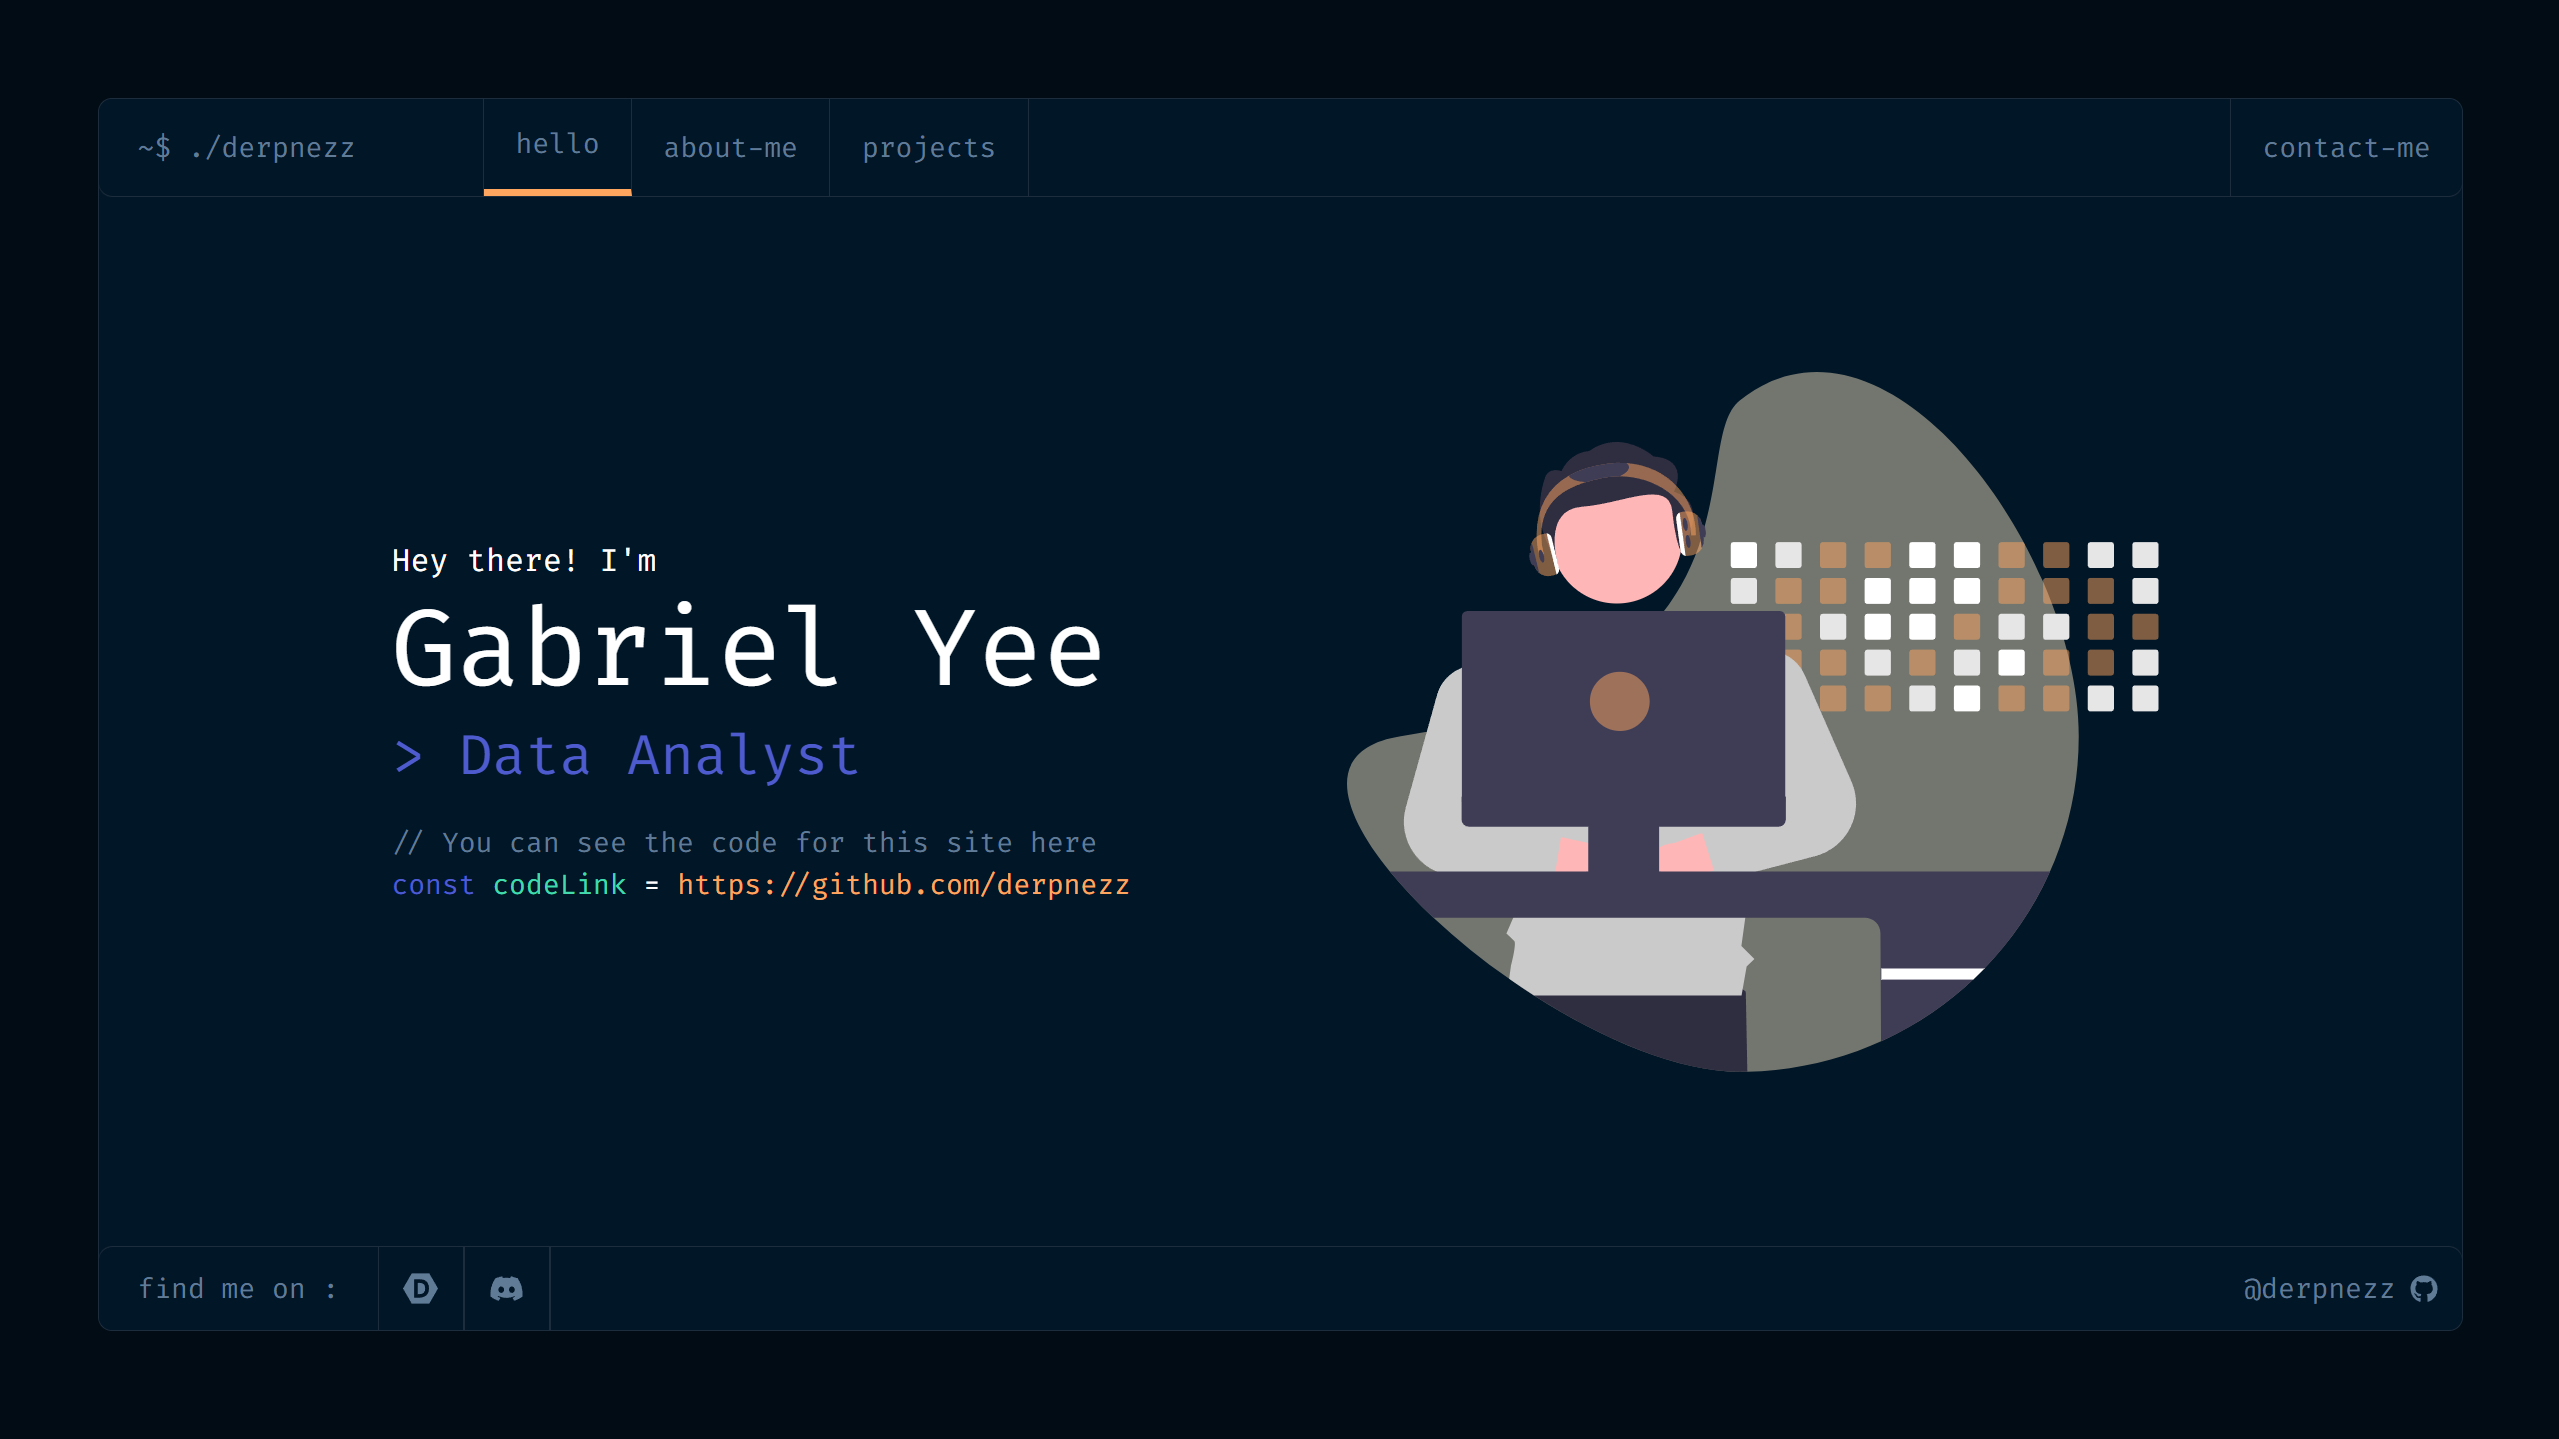 ~$ ./derpnezz
hello
about-me
projects
contact-me
Hey there! I'm
Gabriel Yee
> Data Analyst
// You can see the code for this site here
const codeLink = https://github.com/derpnezz
find me on :
D
@derpnezz